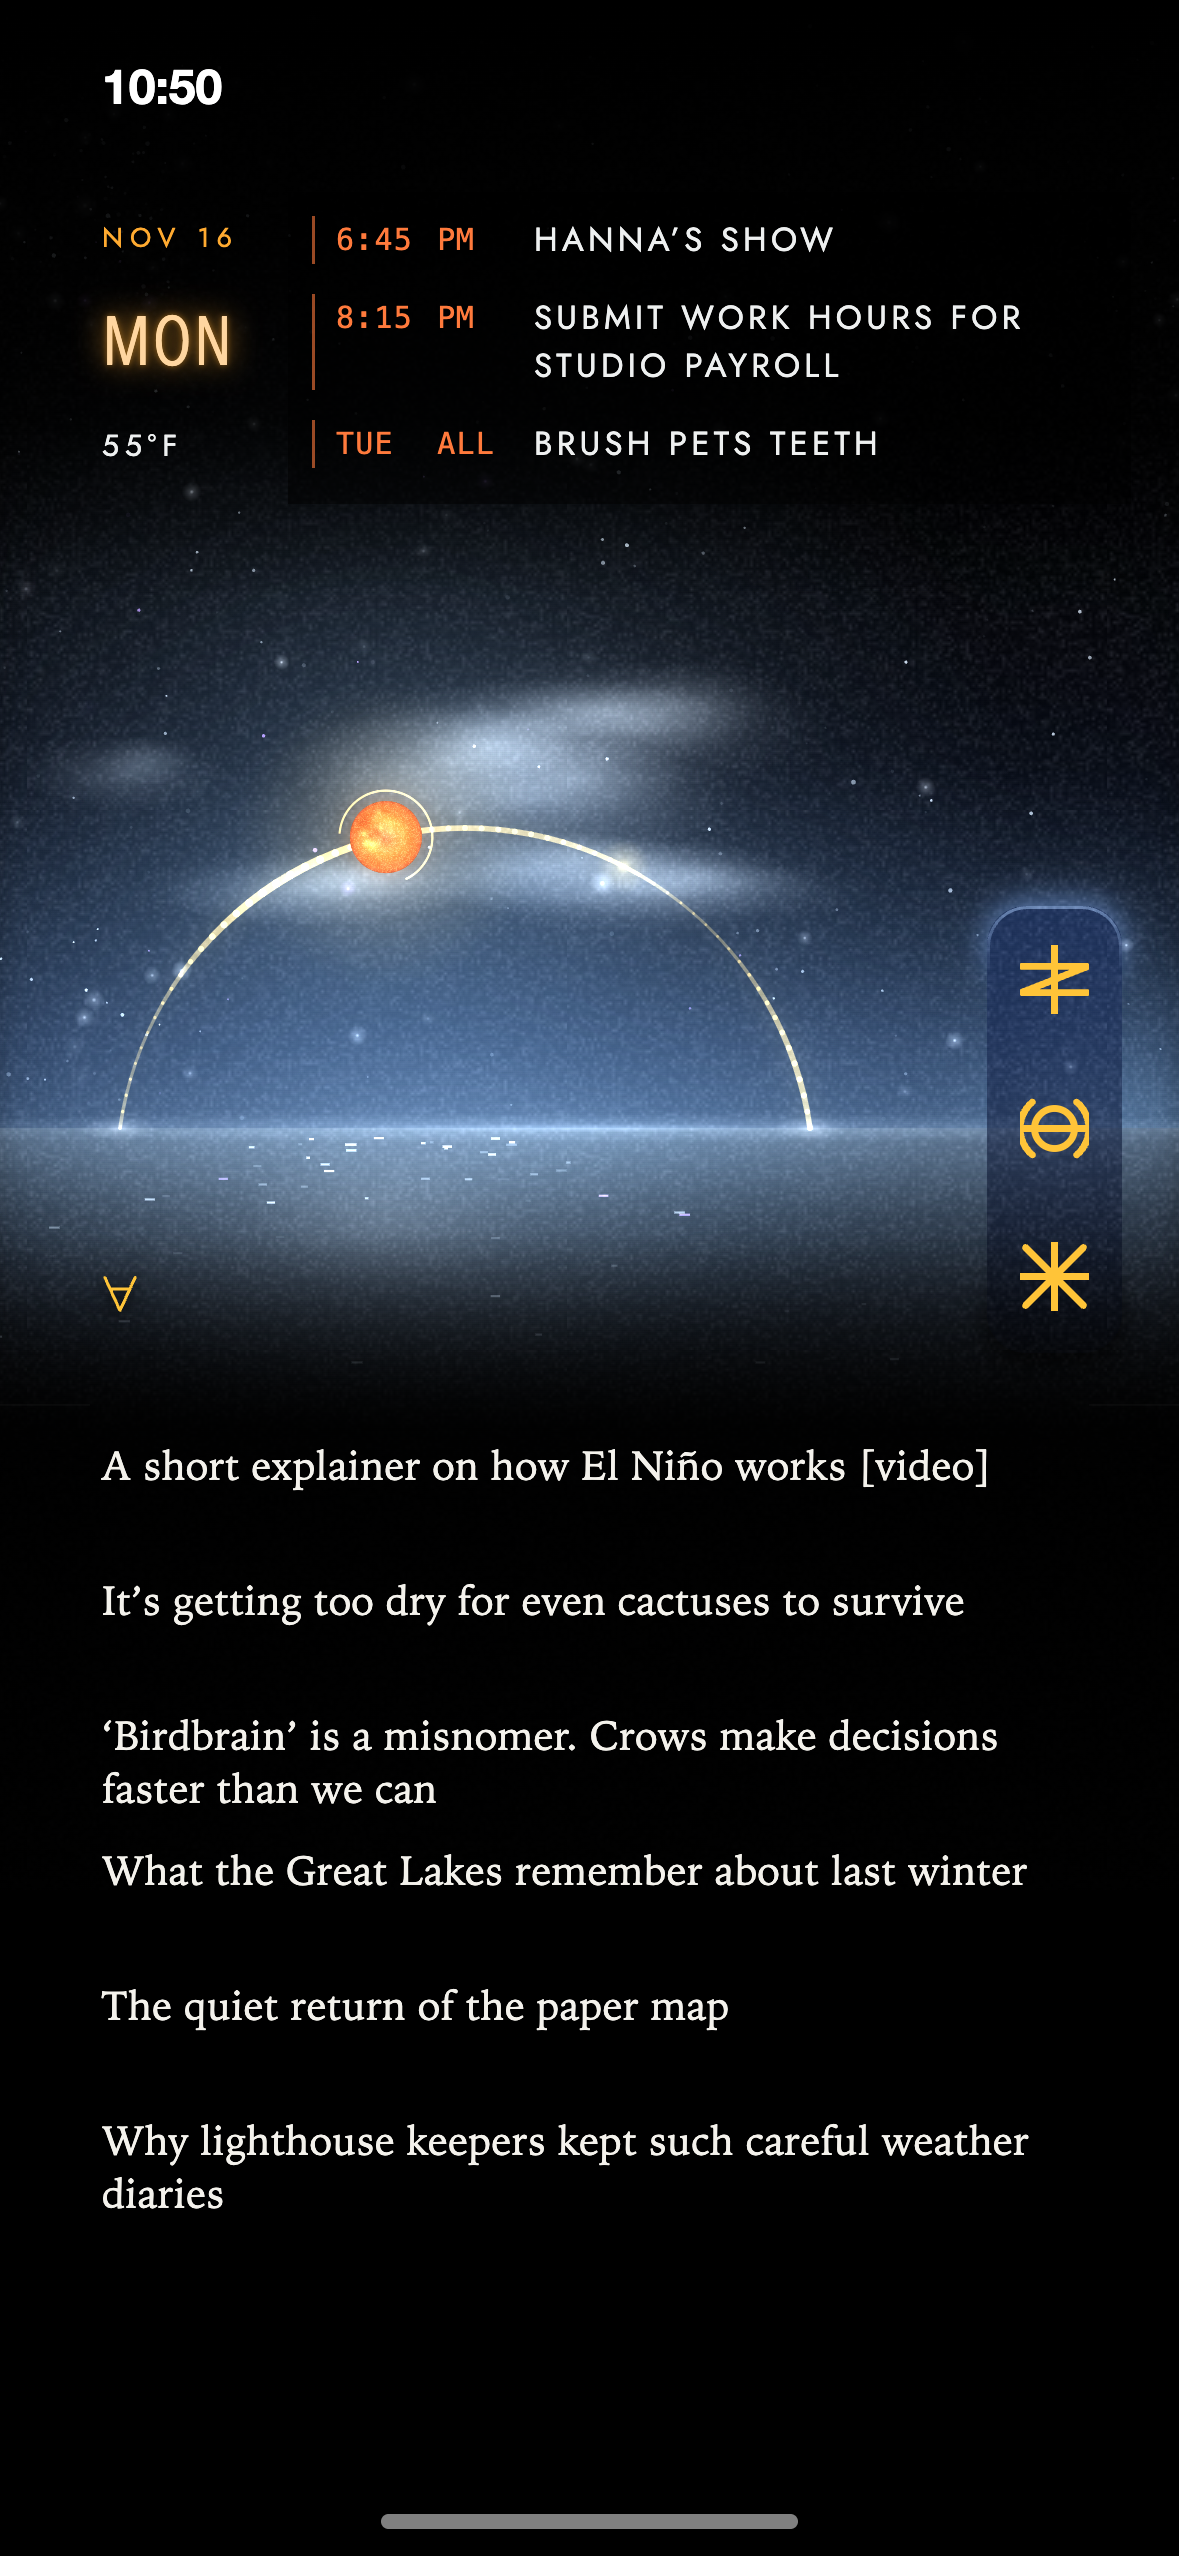 10:50
NOV 16
MON
55°F
6:45 PM HANNA’S SHOW
8:15 PM SUBMIT WORK HOURS FOR
STUDIO PAYROLL
TUE ALL BRUSH PETS TEETH
A short explainer on how El Niño works [video]
It’s getting too dry for even cactuses to survive
‘Birdbrain’ is a misnomer. Crows make decisions
faster than we can
What the Great Lakes remember about last winter
The quiet return of the paper map
Why lighthouse keepers kept such careful weather
diaries